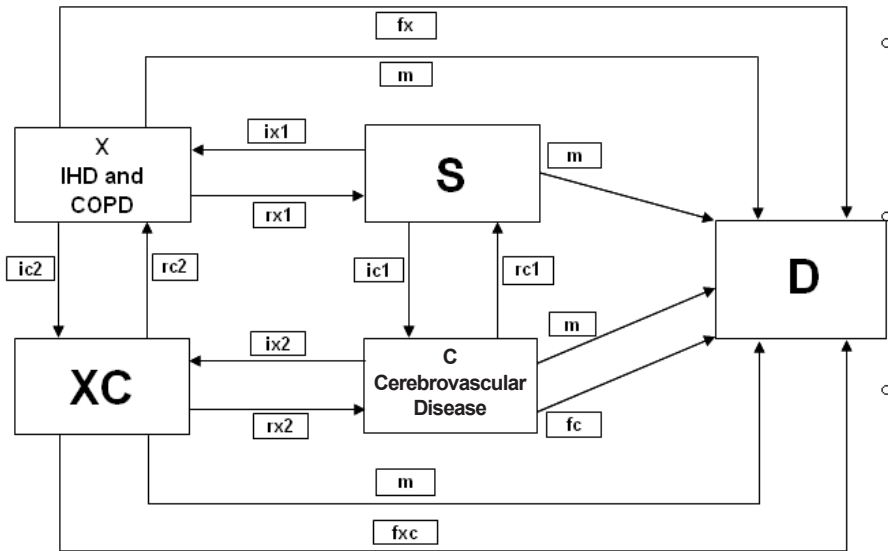 fx
m
ix1
X
IHD and
COPD
S
m
rx1
ic2
rc2
ic1
rc1
D
m
ix2
XC
C
Cerebrovascular
Disease
rx2
fc
m
fxc